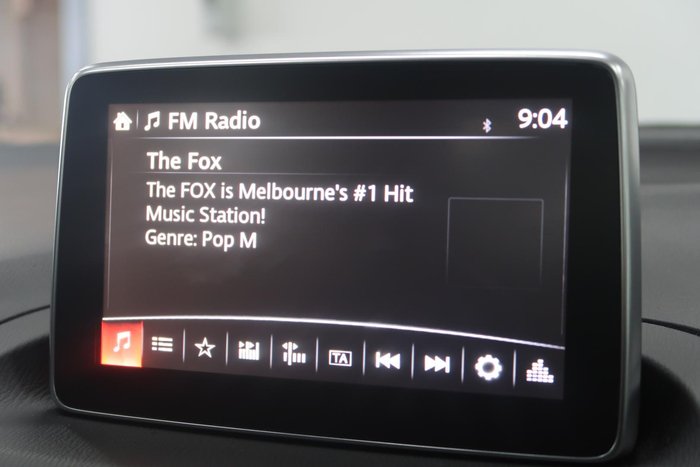 FM Radio 9:04
The Fox
The FOX is Melbourne's #1 Hit
Music Station!
Genre: Pop M
TA